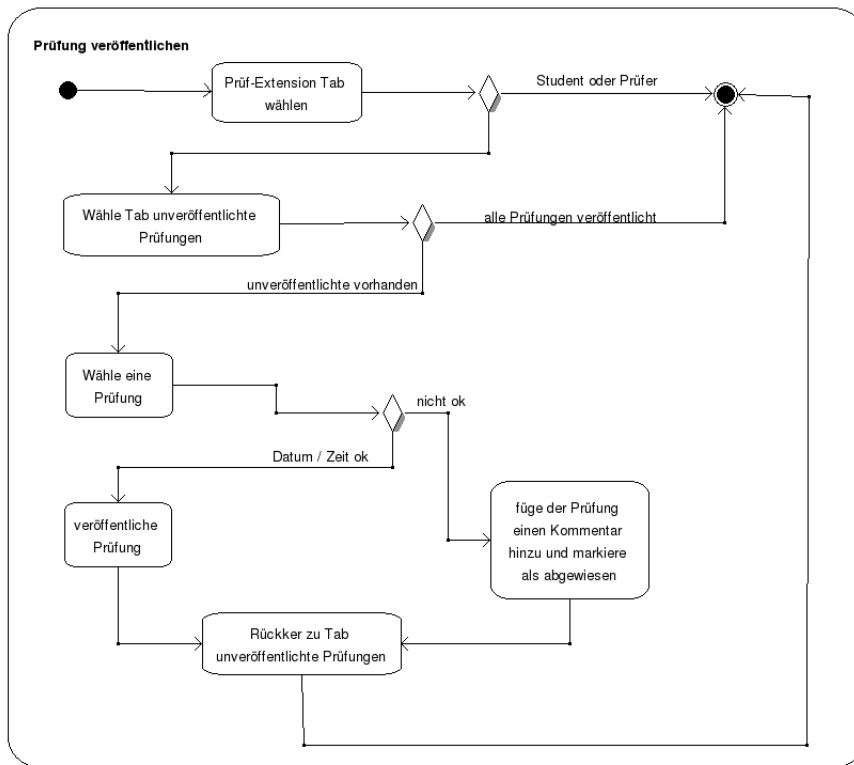 Prüfung veröffentlichen
Prüf-Extension Tab
wählen
Student oder Prüfer
Wähle Tab unveröffentlichte
Prüfungen
alle Prüfungen veröffentlicht
unveröffentlichte vorhanden
Wähle eine
Prüfung
nicht ok
Datum / Zeit ok
veröffentliche
Prüfung
füge der Prüfung
einen Kommentar
hinzu und markiere
als abgewiesen
Rückker zu Tab
unveröffentlichte Prüfungen